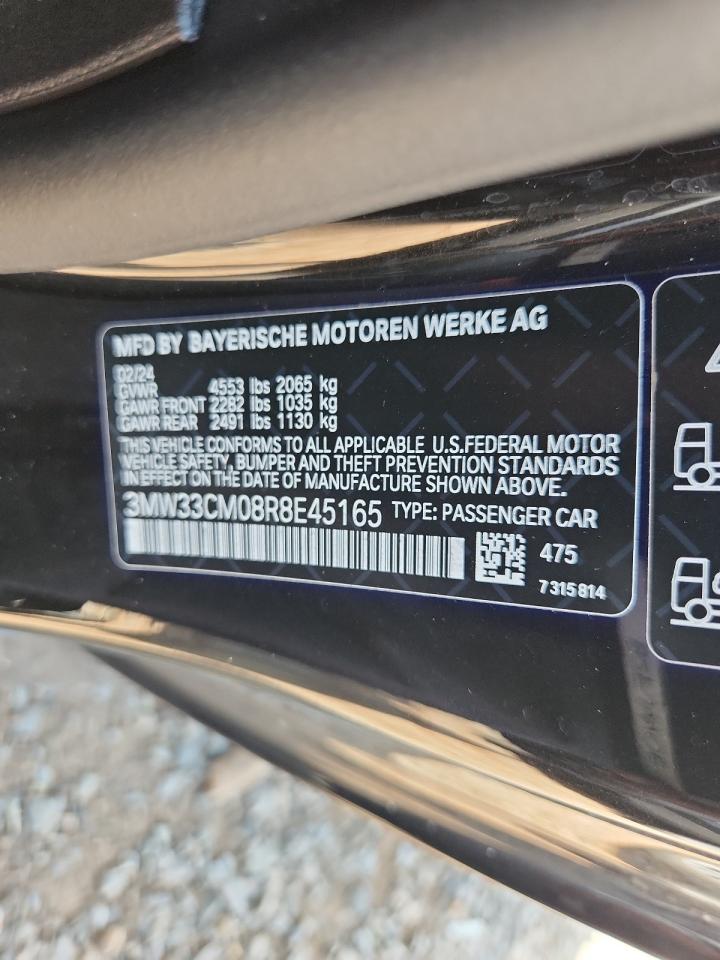 MFD BY BAYERISCHE MOTOREN WERKE AG
02/24
GVWR 4553 lbs 2065 kg
GAWR FRONT 2282 lbs 1035 kg
GAWR REAR 2491 lbs 1130 kg
THIS VEHICLE CONFORMS TO ALL APPLICABLE U.S.FEDERAL MOTOR
VEHICLE SAFETY, BUMPER AND THEFT PREVENTION STANDARDS
IN EFFECT ON THE DATE OF MANUFACTURE SHOWN ABOVE.
3MW33CM08R8E45165 TYPE: PASSENGER CAR
475
7315814